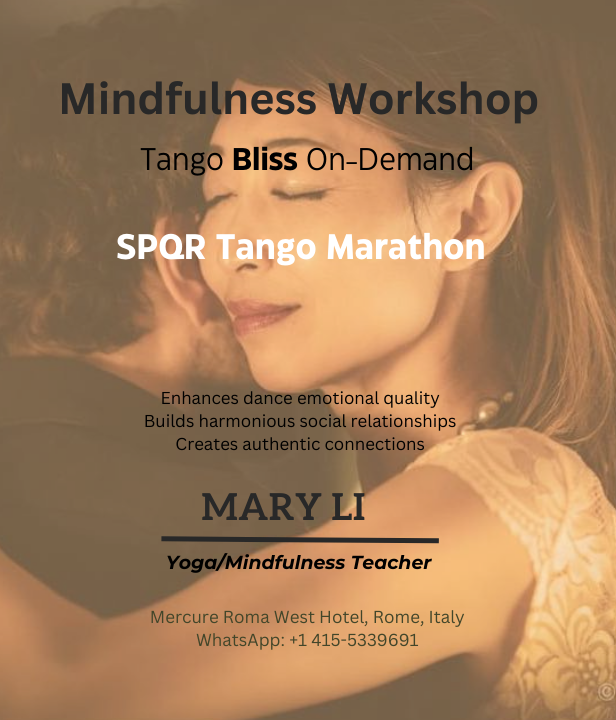 Mindfulness Workshop
Tango Bliss On-Demand
SPQR Tango Marathon
Enhances dance emotional quality
Builds harmonious social relationships
Creates authentic connections
MARY LI
Yoga/Mindfulness Teacher
Mercure Roma West Hotel, Rome, Italy
WhatsApp: +1 415-5339691
©